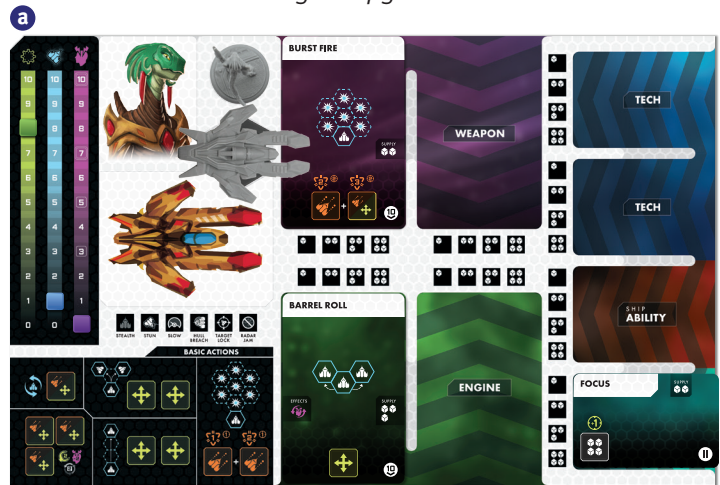 a
10 10 10
9 9 9
8 8 8
7 7 7
6 6 6
5 5 5
4 4 4
3 3 3
2 2 2
1 1 1
0 0 0
STEALTH STUN SLOW HULL BREACH TARGET LOCK RADAR JAM
BASIC ACTIONS
BURST FIRE
SUPPLY
10
WEAPON
BARREL ROLL
EFFECTS
SUPPLY
10
ENGINE
TECH
TECH
SHIP
ABILITY
FOCUS
SUPPLY
+1
II